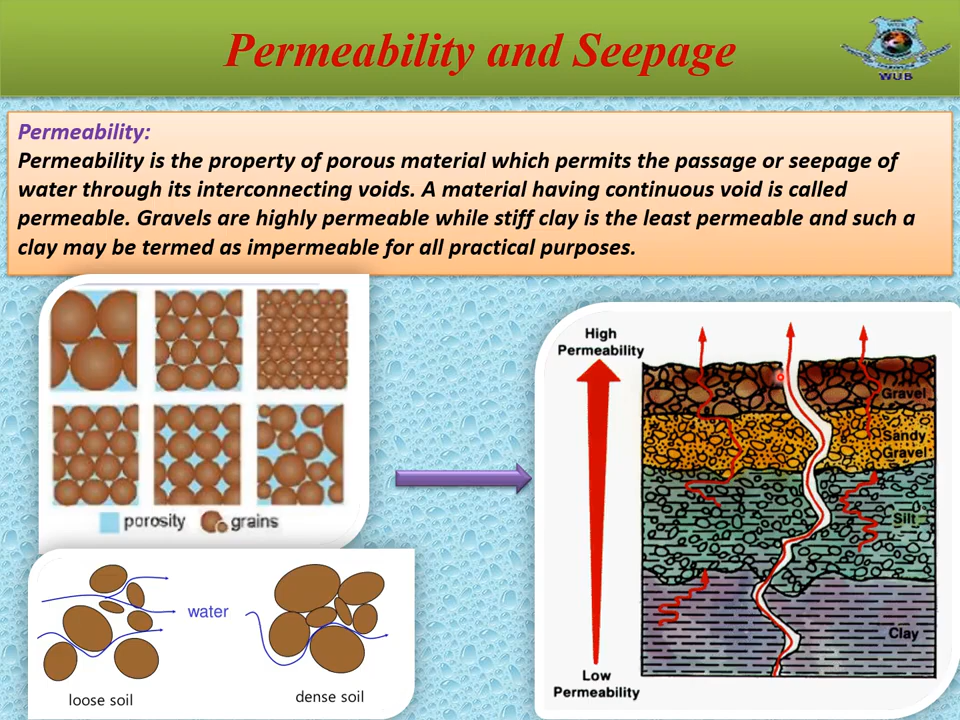 Permeability and Seepage
WUB
Permeability:
Permeability is the property of porous material which permits the passage or seepage of
water through its interconnecting voids. A material having continuous void is called
permeable. Gravels are highly permeable while stiff clay is the least permeable and such a
clay may be termed as impermeable for all practical purposes.
porosity grains
water
loose soil
dense soil
High
Permeability
Gravel
Sandy
Gravel
Silt
Clay
Low
Permeability